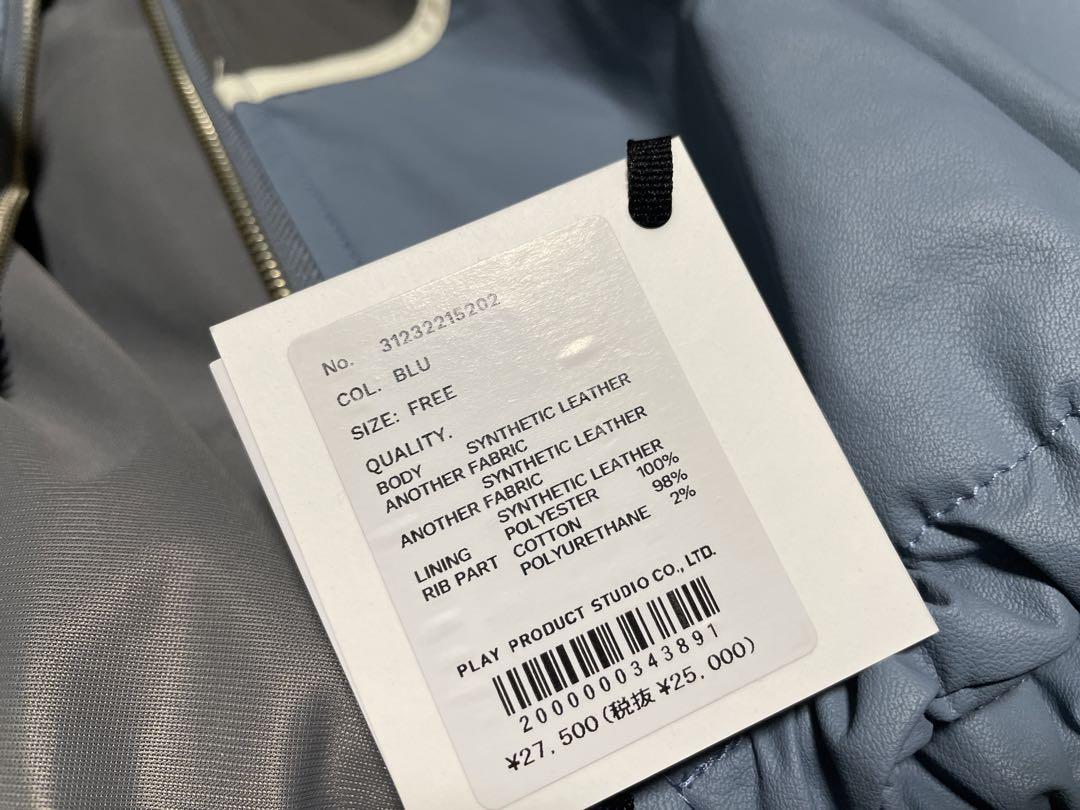 No. 31232215202
COL. BLU
SIZE: FREE
QUALITY.
BODY SYNTHETIC LEATHER
ANOTHER FABRIC
SYNTHETIC LEATHER
ANOTHER FABRIC
SYNTHETIC LEATHER
LINING POLYESTER 100%
RIB PART COTTON 98%
POLYURETHANE 2%
PLAY PRODUCT STUDIO CO., LTD.
2000000343891
¥27,500(税抜¥25,000)